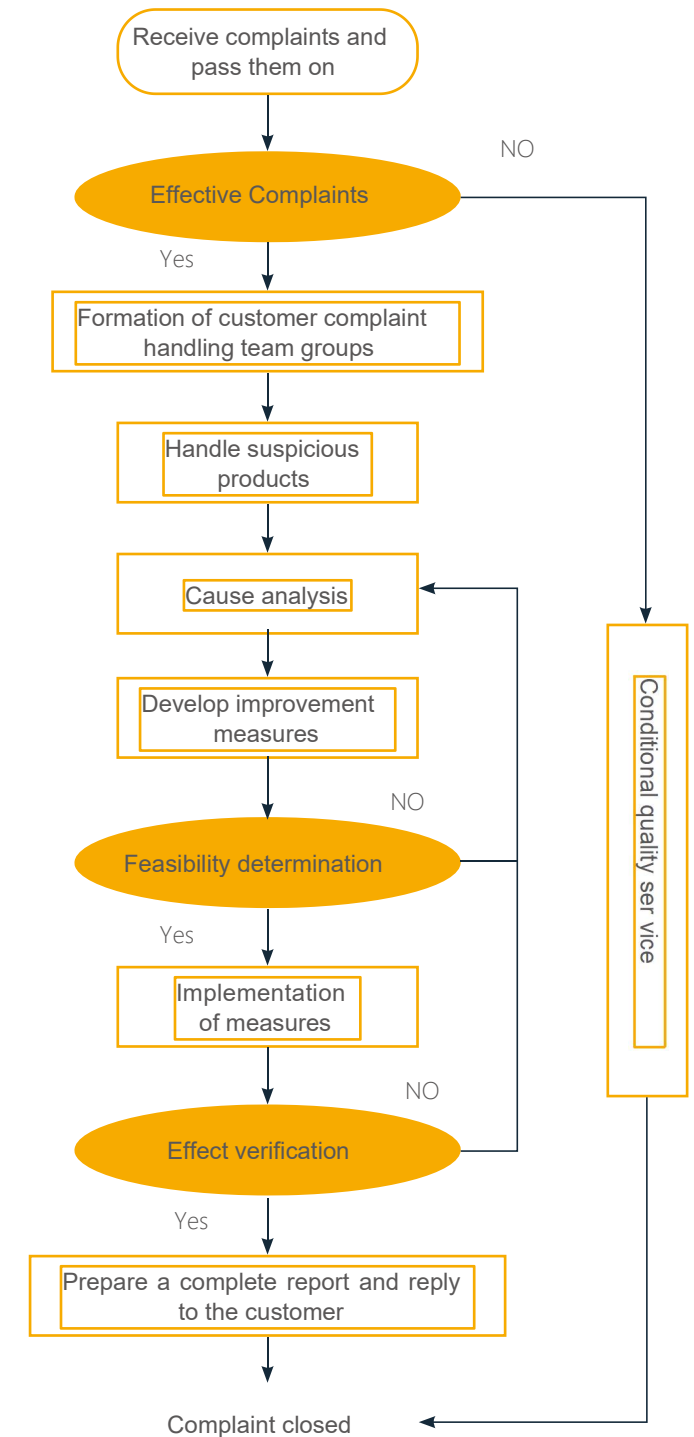 Receive complaints and
pass them on
NO
Effective Complaints
Yes
Formation of customer complaint
handling team groups
Handle suspicious
products
Cause analysis
Develop improvement
measures
NO
Feasibility determination
Yes
Implementation
of measures
NO
Effect verification
Yes
Prepare a complete report and reply
to the customer
Conditional quality ser vice
Complaint closed